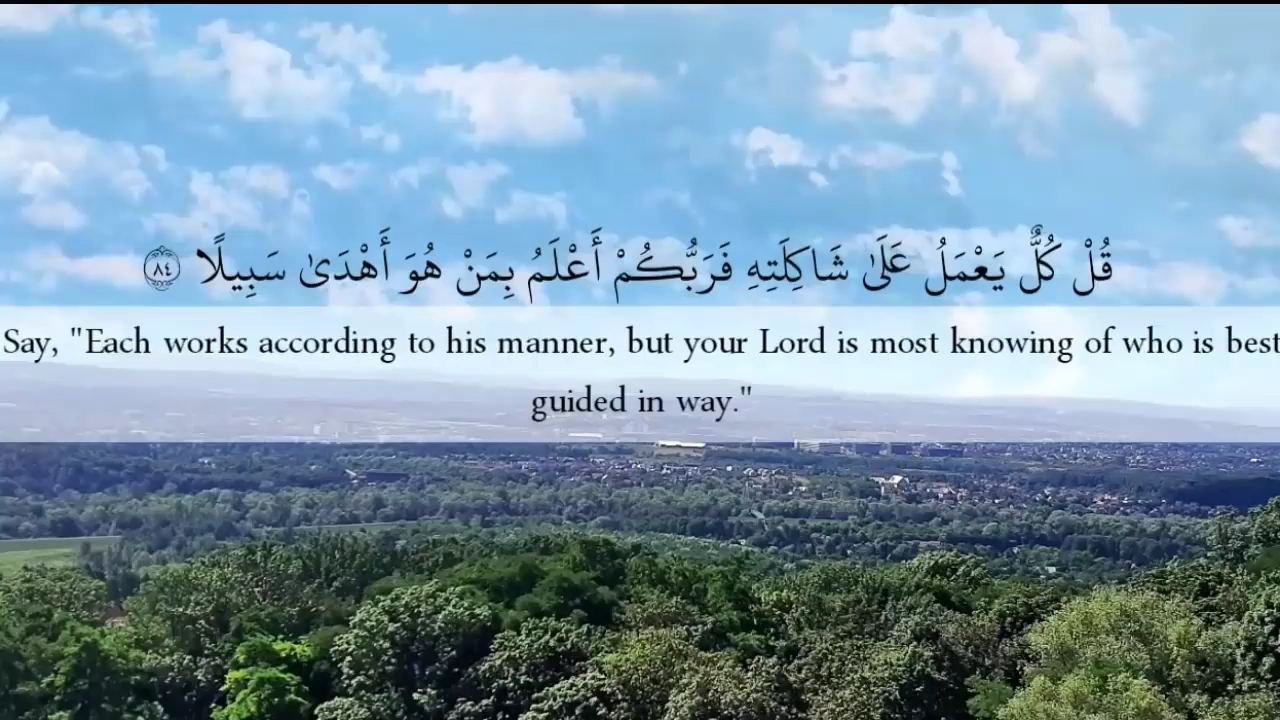 قُلْ كُلٌّ يَعْمَلُ عَلَىٰ شَاكِلَتِهِ فَرَبُّكُمْ أَعْلَمُ بِمَنْ هُوَ أَهْدَىٰ سَبِيلًا ٨٤
Say, "Each works according to his manner, but your Lord is most knowing of who is best
guided in way."